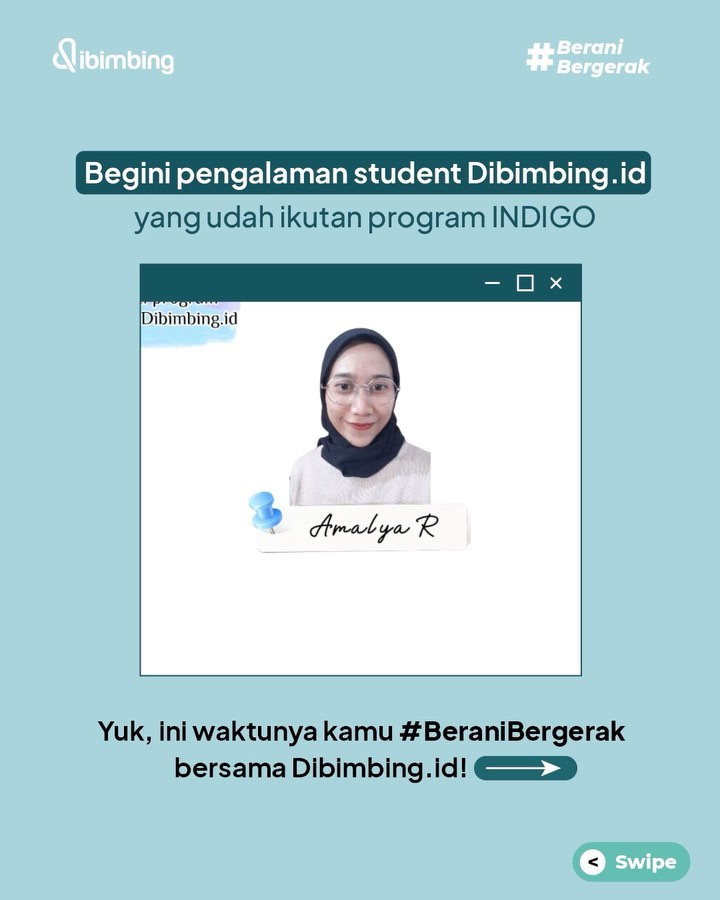 dibimbing
#Berani
Bergerak
Begini pengalaman student Dibimbing.id
yang udah ikutan program INDIGO
program
Dibimbing.id
Amalya R
Yuk, ini waktunya kamu #BeraniBergerak
bersama Dibimbing.id!
< Swipe